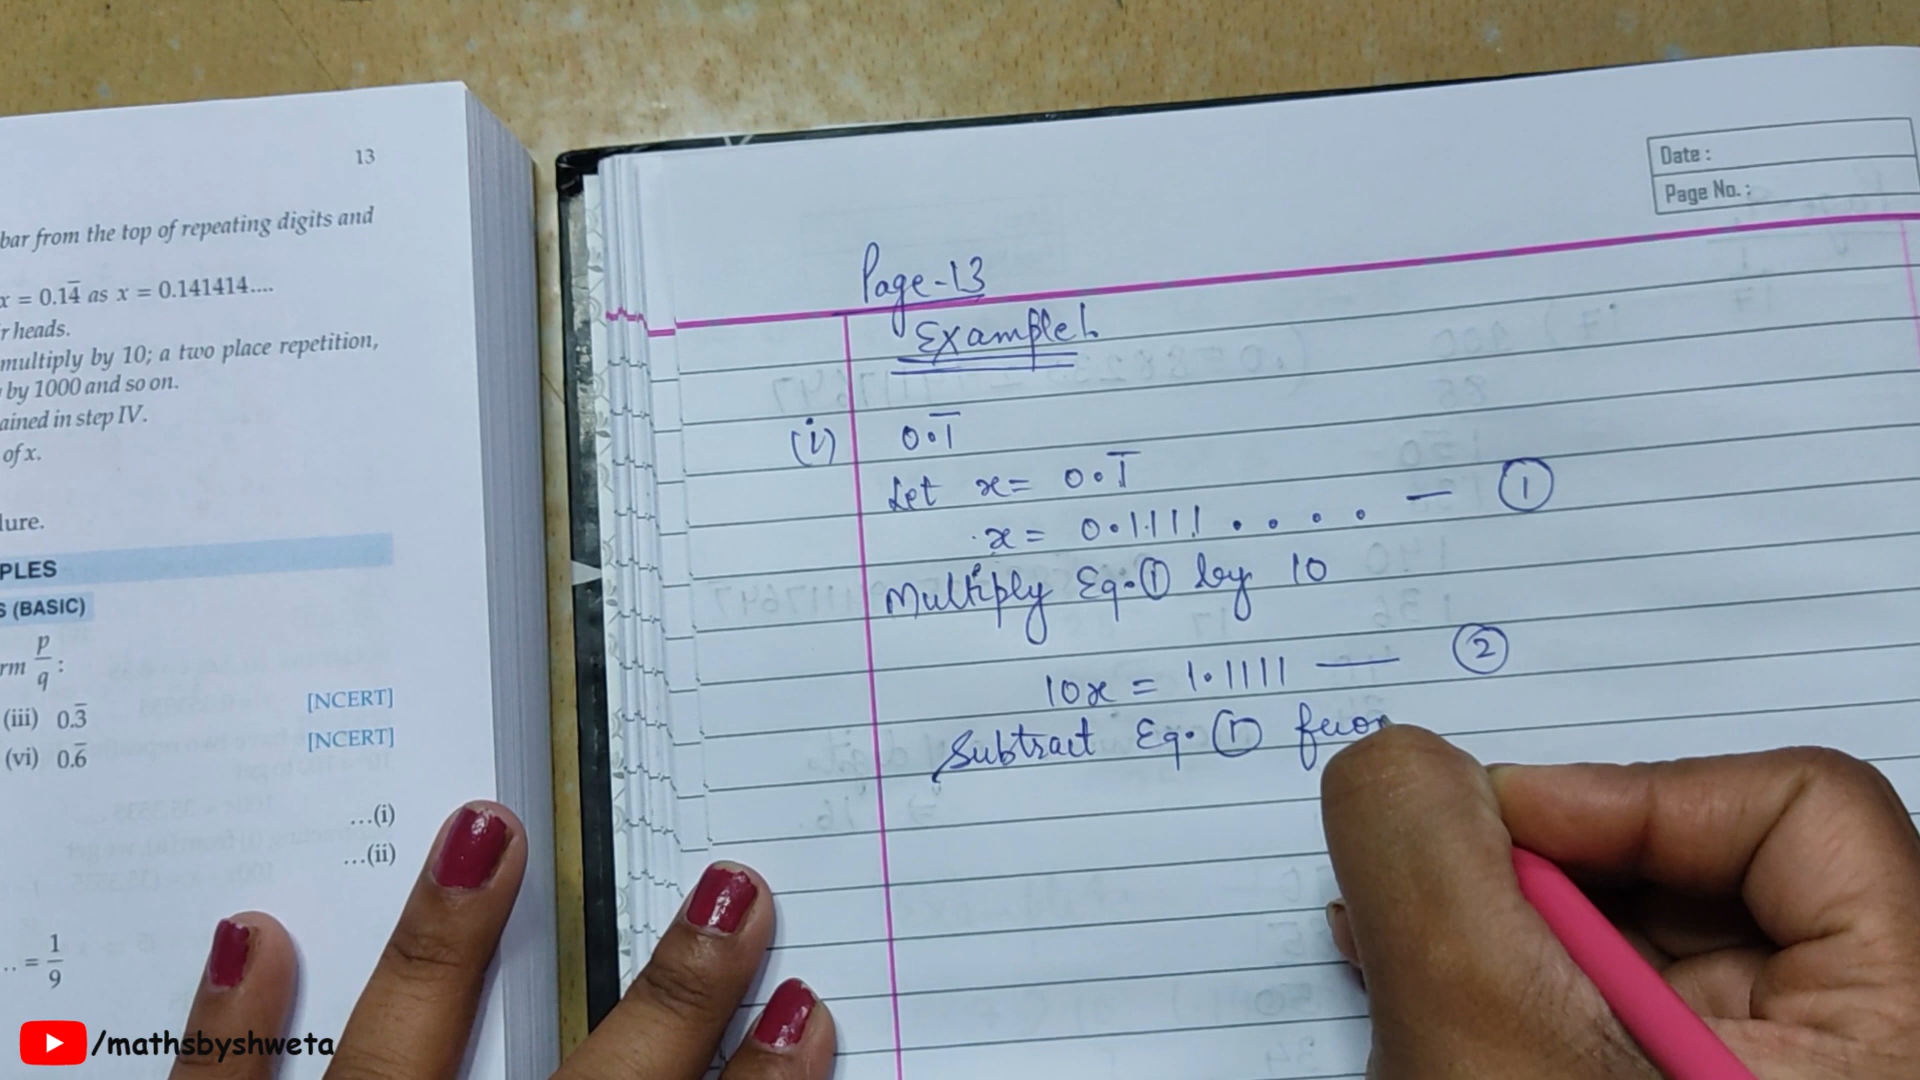 13
bar from the top of repeating digits and
x = 0.1̅4̅ as x = 0.141414....
r heads.
multiply by 10; a two place repetition,
by 1000 and so on.
ained in step IV.
of x.
lure.
PLES
S (BASIC)
rm p/q :
(iii) 0.3̅ [NCERT]
(vi) 0.6̅ [NCERT]
...(i)
...(ii)
.. = 1/9
/mathsbyshweta
Date :
Page No. :
Page-13
Example 1.
(i) 0.1̅
Let x = 0.1̅
x = 0.1111 . . . . — ①
Multiply Eq. ① by 10
10x = 1.1111 — ②
Subtract Eq. ① from